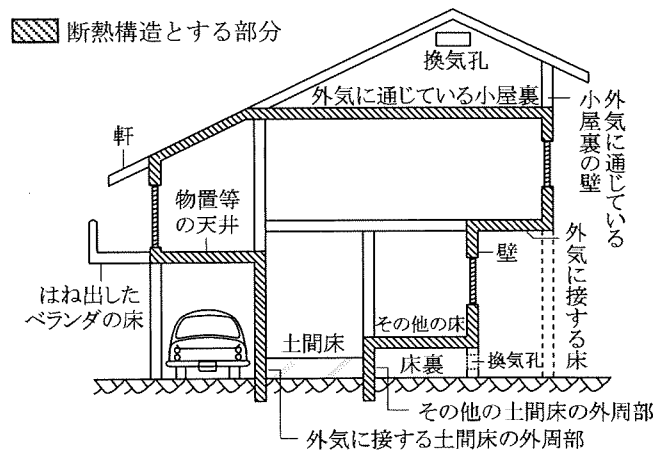 断熱構造とする部分
換気孔
外気に通じている小屋裏
外気に通じている
小屋裏の壁
軒
物置等
の天井
壁
外気に接する床
はね出した
ベランダの床
土間床
その他の床
床裏
換気孔
その他の土間床の外周部
外気に接する土間床の外周部